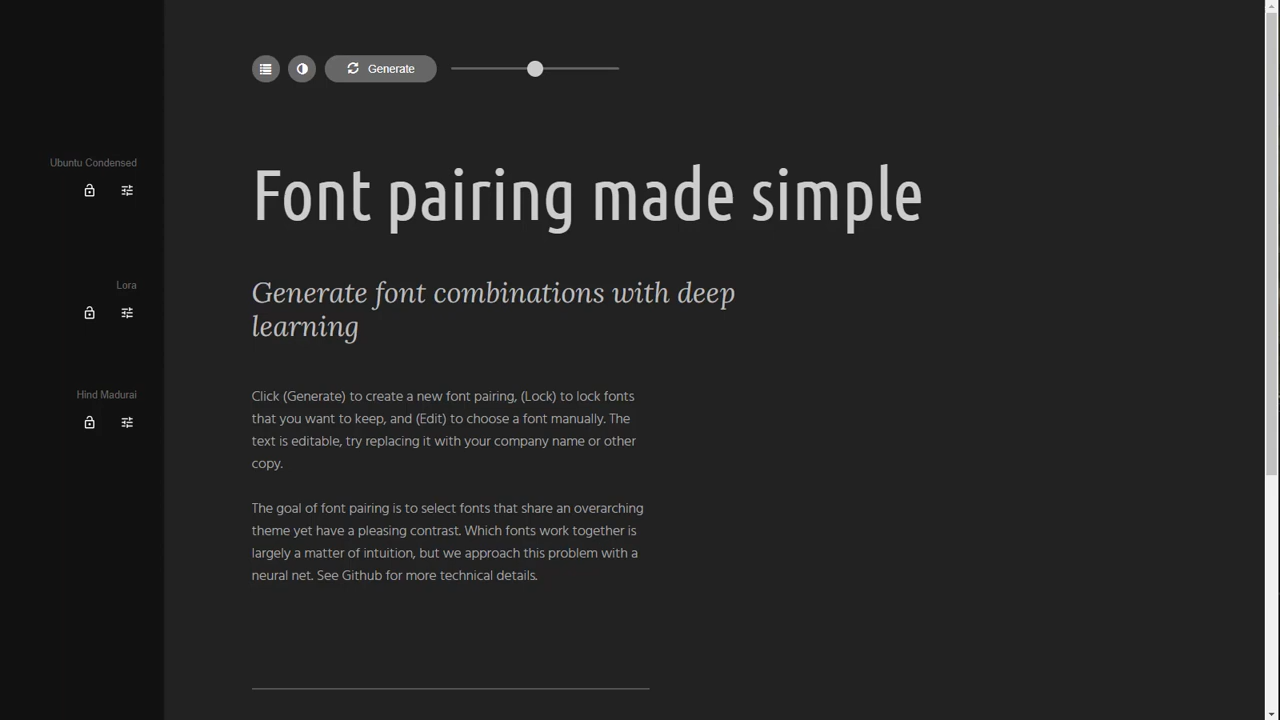 Generate
Ubuntu Condensed
Font pairing made simple
Lora
Generate font combinations with deep
learning
Hind Madurai
Click (Generate) to create a new font pairing, (Lock) to lock fonts
that you want to keep, and (Edit) to choose a font manually. The
text is editable, try replacing it with your company name or other
copy.
The goal of font pairing is to select fonts that share an overarching
theme yet have a pleasing contrast. Which fonts work together is
largely a matter of intuition, but we approach this problem with a
neural net. See Github for more technical details.